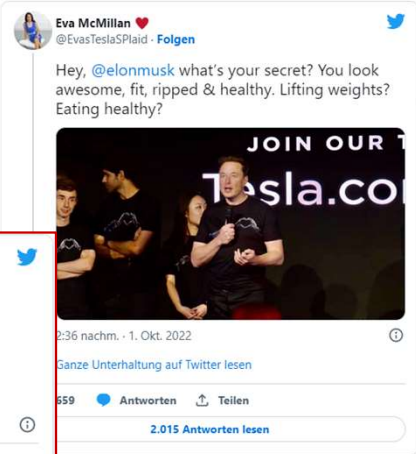 Eva McMillan ❤️
@EvasTeslaSPlaid · Folgen
Hey, @elonmusk what's your secret? You look
awesome, fit, ripped & healthy. Lifting weights?
Eating healthy?
JOIN OUR T
Tesla.co
2:36 nachm. · 1. Okt. 2022
Ganze Unterhaltung auf Twitter lesen
659 Antworten Teilen
2.015 Antworten lesen